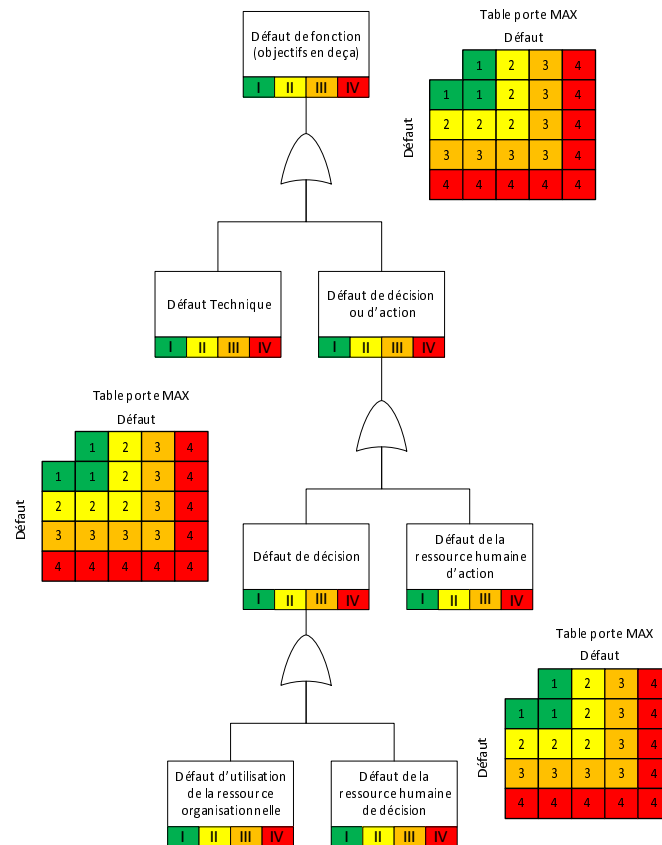 Table porte MAX
Défaut
Défaut de fonction
(objectifs en deça)
I II III IV
1 2 3 4
1 1 2 3 4
2 2 2 3 4
3 3 3 3 4
4 4 4 4 4
Défaut
Défaut Technique
I II III IV
Défaut de décision
ou d'action
I II III IV
Table porte MAX
Défaut
1 2 3 4
1 1 2 3 4
2 2 2 3 4
3 3 3 3 4
4 4 4 4 4
Défaut
Défaut de décision
I II III IV
Défaut de la
ressource humaine
d'action
I II III IV
Table porte MAX
Défaut
1 2 3 4
1 1 2 3 4
2 2 2 3 4
3 3 3 3 4
4 4 4 4 4
Défaut
Défaut d'utilisation
de la ressource
organisationnelle
I II III IV
Défaut de la
ressource humaine
de décision
I II III IV